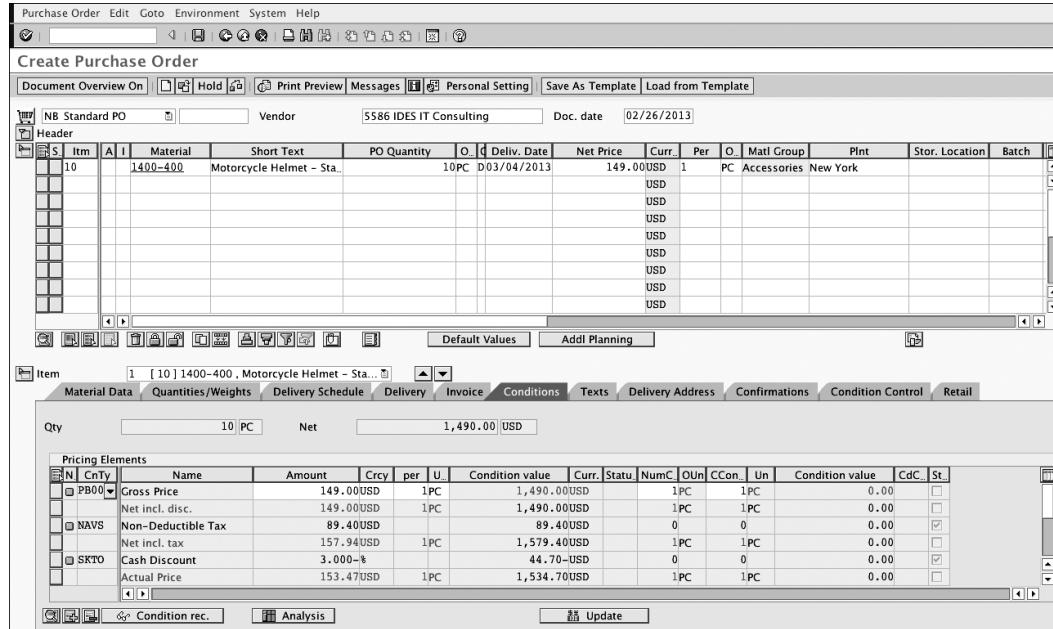 Purchase Order Edit Goto Environment System Help
Create Purchase Order
Document Overview On Hold Print Preview Messages Personal Setting Save As Template Load from Template
NB Standard PO Vendor 5586 IDES IT Consulting Doc. date 02/26/2013
Header
S. Itm A I Material Short Text PO Quantity O.. C Deliv. Date Net Price Curr.. Per O.. Matl Group Plnt Stor. Location Batch
10 1400-400 Motorcycle Helmet - Sta.. 10 PC D 03/04/2013 149.00 USD 1 PC Accessories New York
USD
USD
USD
USD
USD
USD
USD
USD
Default Values Addl Planning
Item 1 [ 10 ] 1400-400 , Motorcycle Helmet - Sta...
Material Data Quantities/Weights Delivery Schedule Delivery Invoice Conditions Texts Delivery Address Confirmations Condition Control Retail
Qty 10 PC Net 1,490.00 USD
Pricing Elements
N.. CnTy Name Amount Crcy per U.. Condition value Curr. Statu.. NumC.. OUn CCon.. Un Condition value CdC.. St..
PB00 Gross Price 149.00 USD 1 PC 1,490.00 USD 1 PC 1 PC 0.00
Net incl. disc. 149.00 USD 1 PC 1,490.00 USD 1 PC 1 PC 0.00
NAVS Non-Deductible Tax 89.40 USD 89.40 USD 0 0 0.00
Net incl. tax 157.94 USD 1 PC 1,579.40 USD 1 PC 1 PC 0.00
SKTO Cash Discount 3.000- % 44.70- USD 0 0 0.00
Actual Price 153.47 USD 1 PC 1,534.70 USD 1 PC 1 PC 0.00
Condition rec. Analysis Update